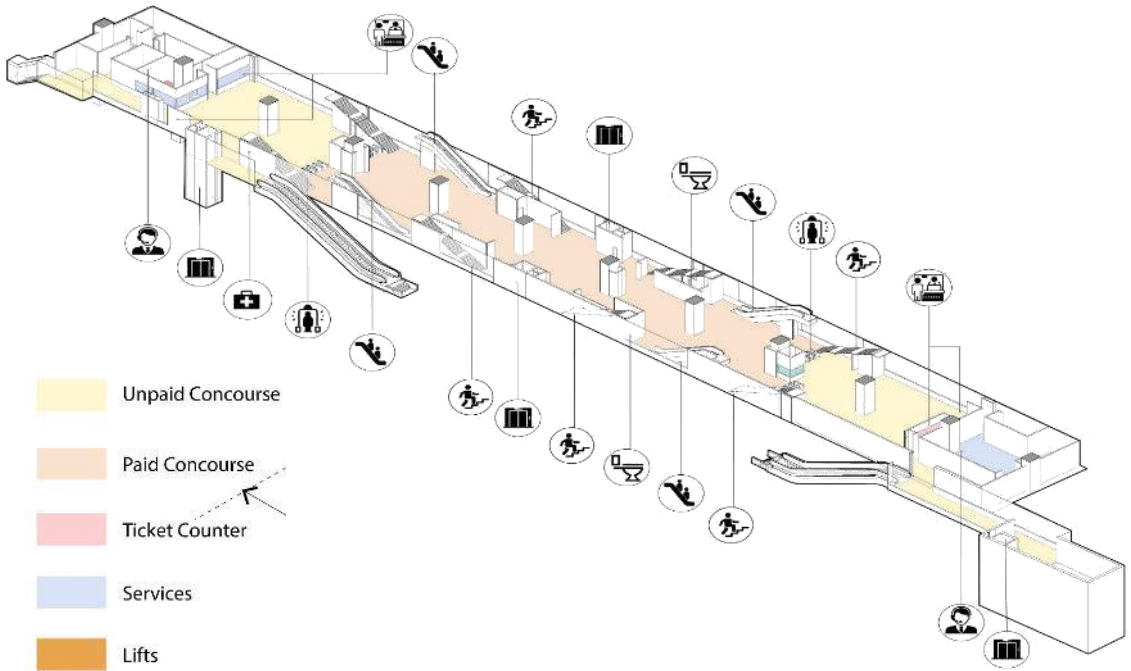 Unpaid Concourse
Paid Concourse
Ticket Counter
Services
Lifts